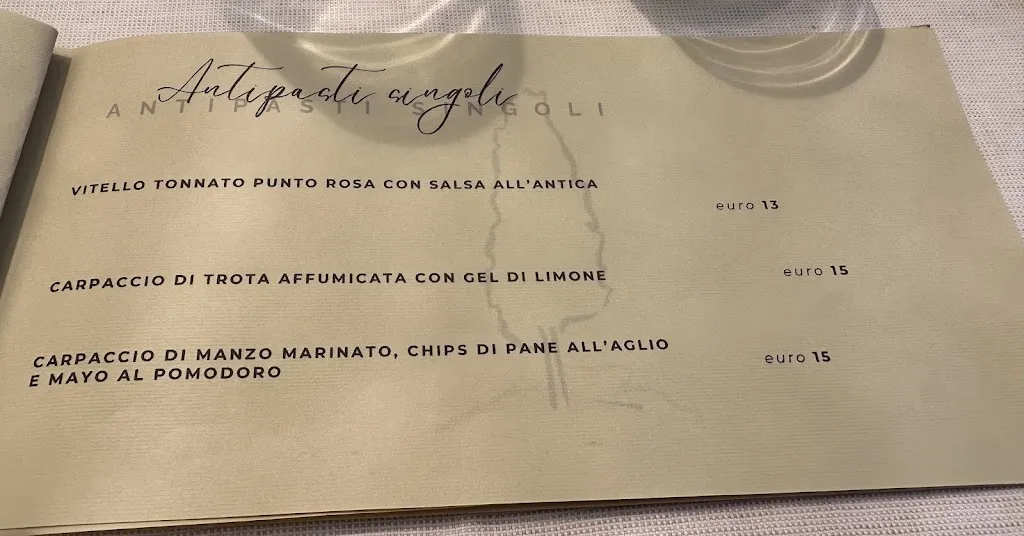 Antipasti singoli
ANTIPASTI SINGOLI
VITELLO TONNATO PUNTO ROSA CON SALSA ALL'ANTICA
euro 13
CARPACCIO DI TROTA AFFUMICATA CON GEL DI LIMONE
euro 15
CARPACCIO DI MANZO MARINATO, CHIPS DI PANE ALL'AGLIO
E MAYO AL POMODORO
euro 15